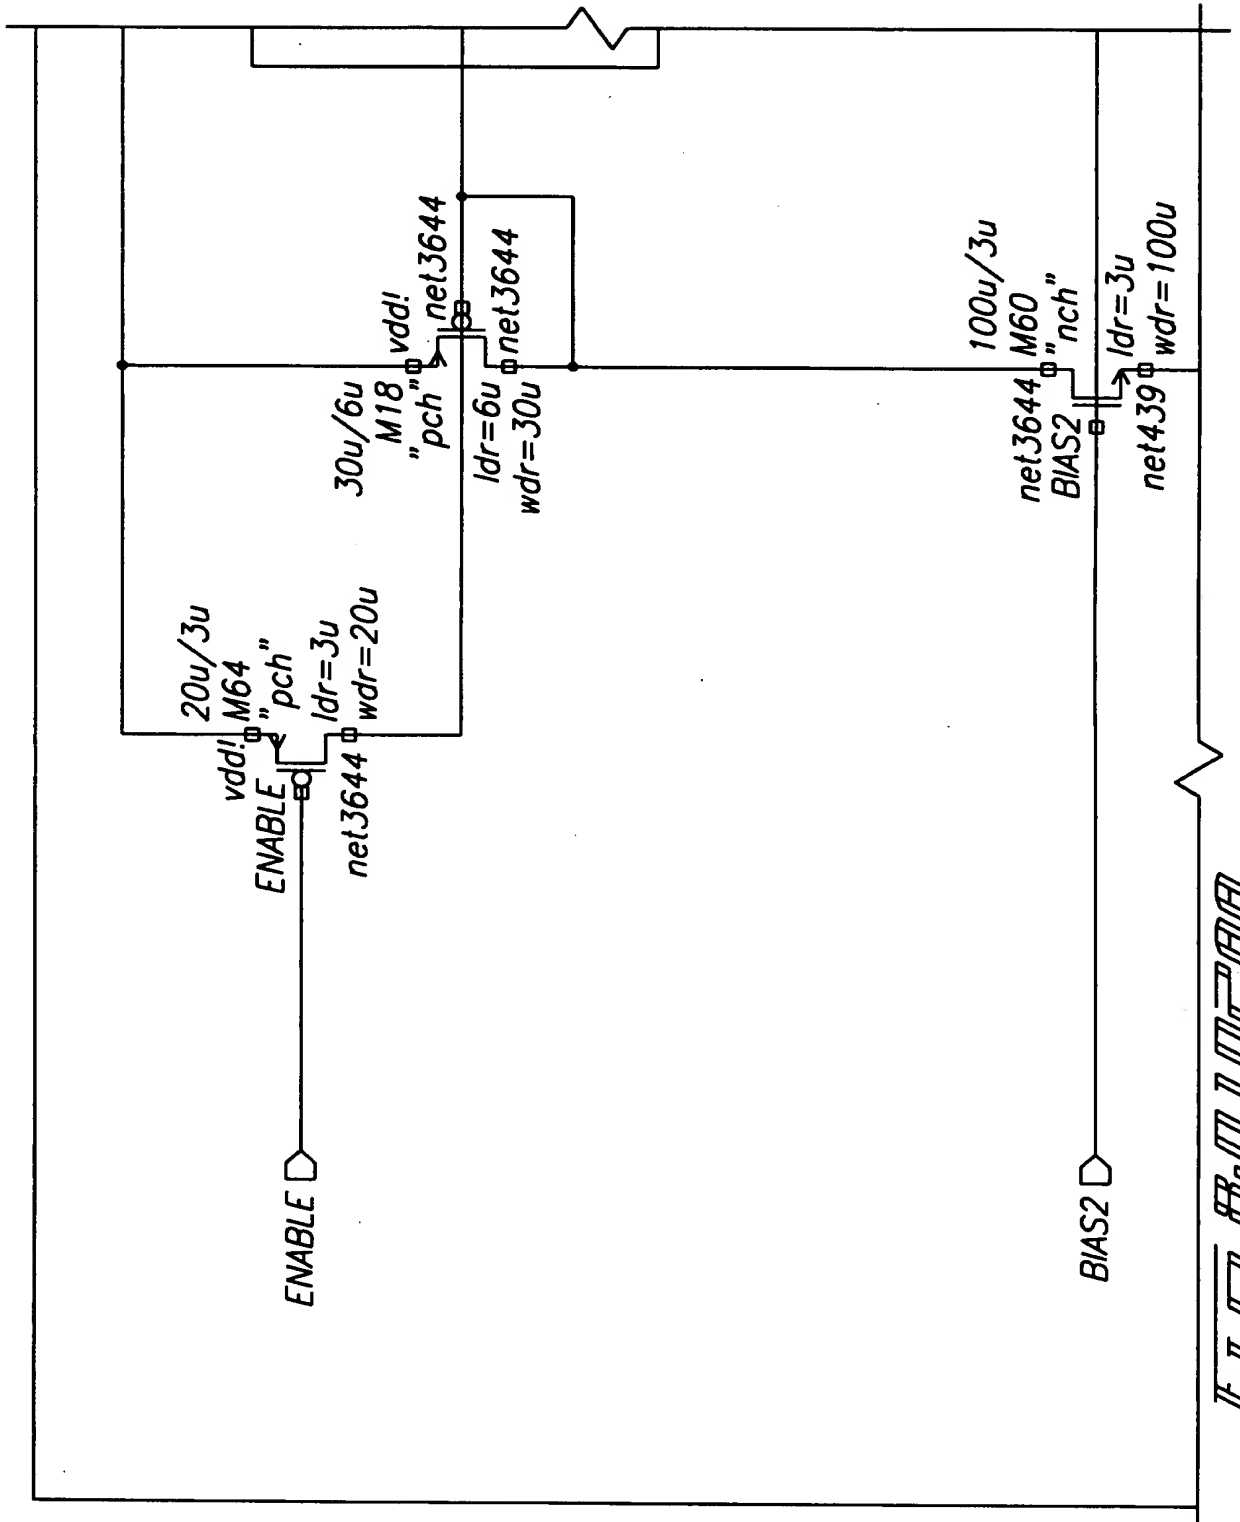 20u/3u
M64
"pch"
ldr=3u
wdr=20u
vdd!
ENABLE
net3644
30u/6u
M18
"pch"
ldr=6u
wdr=30u
vdd!
net3644
net3644
100u/3u
M60
"nch"
ldr=3u
wdr=100u
net3644
BIAS2
net439
ENABLE
BIAS2